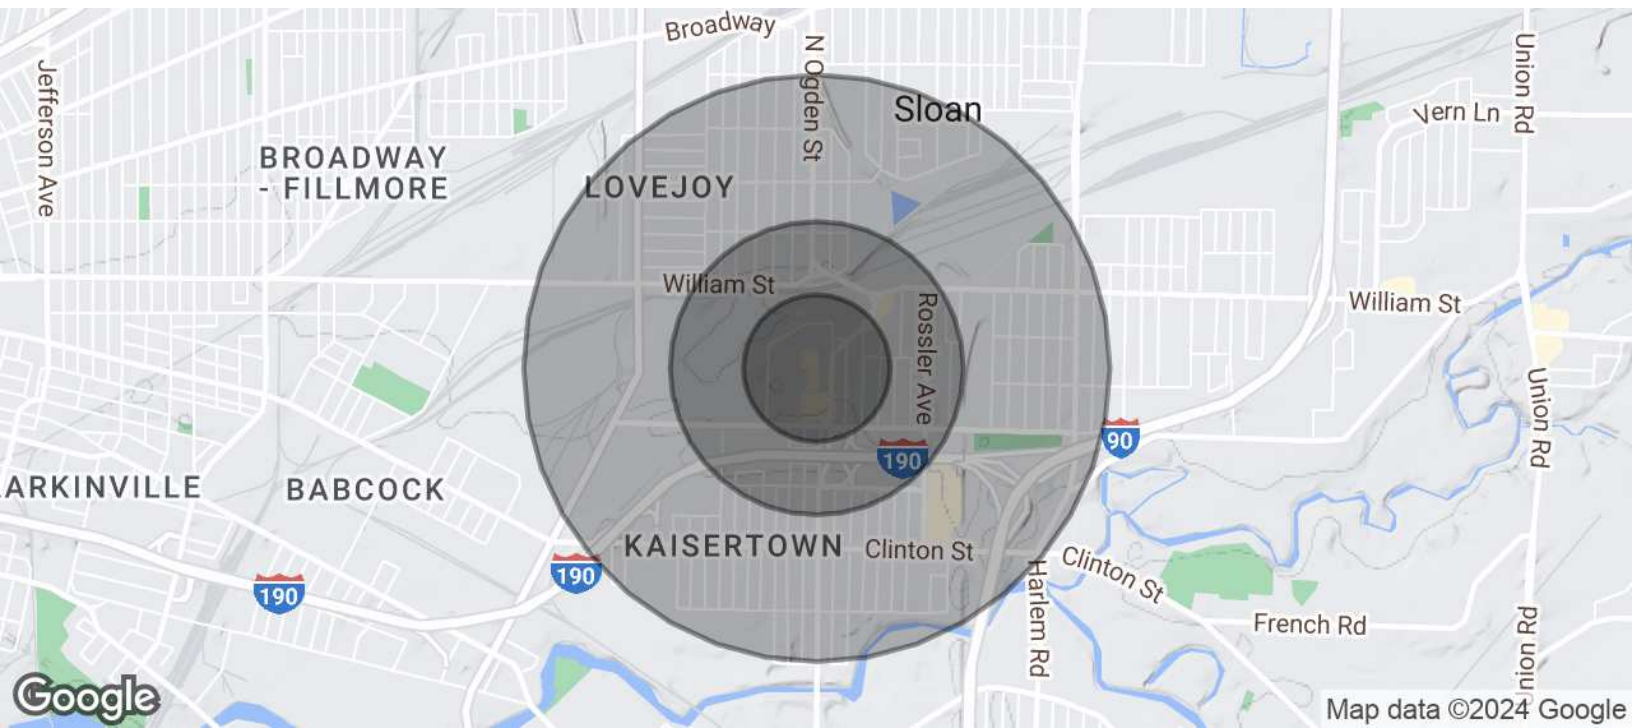 Broadway
N Ogden St
Jefferson Ave
Union Rd
Sloan
Vern Ln
BROADWAY
- FILLMORE
LOVEJOY
William St
William St
Rossler Ave
1
Union Rd
90
190
ARKINVILLE
BABCOCK
KAISERTOWN
Clinton St
Clinton St
190
190
Harlem Rd
French Rd
Union Rd
Google
Map data ©2024 Google